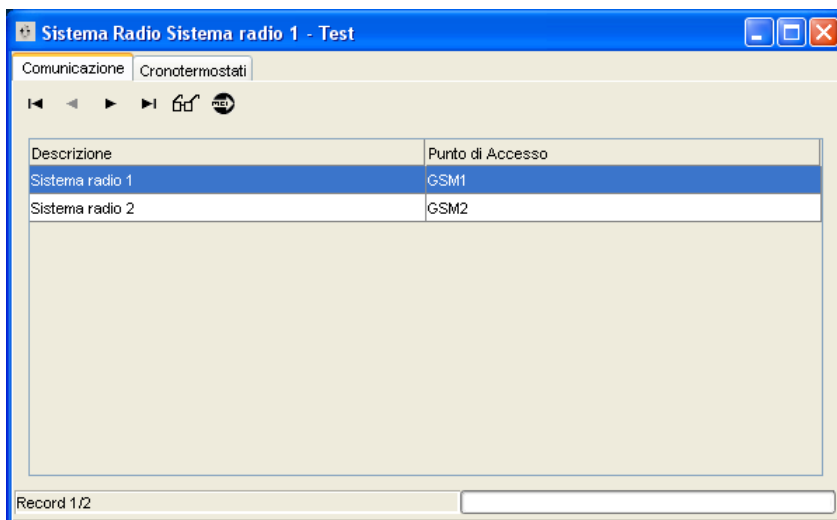 Sistema Radio Sistema radio 1 - Test
Comunicazione Cronotermostati
MCI
Descrizione Punto di Accesso
Sistema radio 1 GSM1
Sistema radio 2 GSM2
Record 1/2